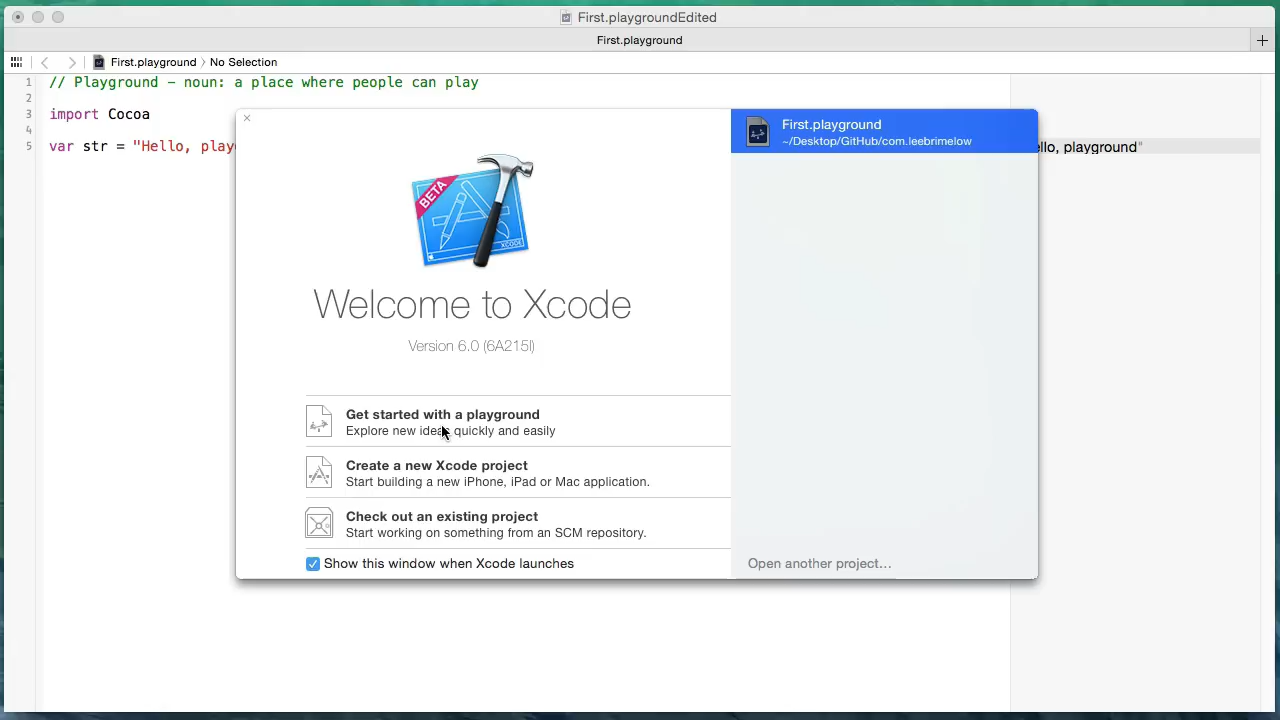 First.playgroundEdited
First.playground
First.playground
No Selection
1 // Playground – noun: a place where people can play
2
3 import Cocoa
4
5 var str = "Hello, play
ello, playground"
First.playground
~/Desktop/GitHub/com.leebrimelow
BETA
XCODE
Welcome to Xcode
Version 6.0 (6A215l)
Get started with a playground
Explore new ideas quickly and easily
Create a new Xcode project
Start building a new iPhone, iPad or Mac application.
Check out an existing project
Start working on something from an SCM repository.
Show this window when Xcode launches
Open another project...